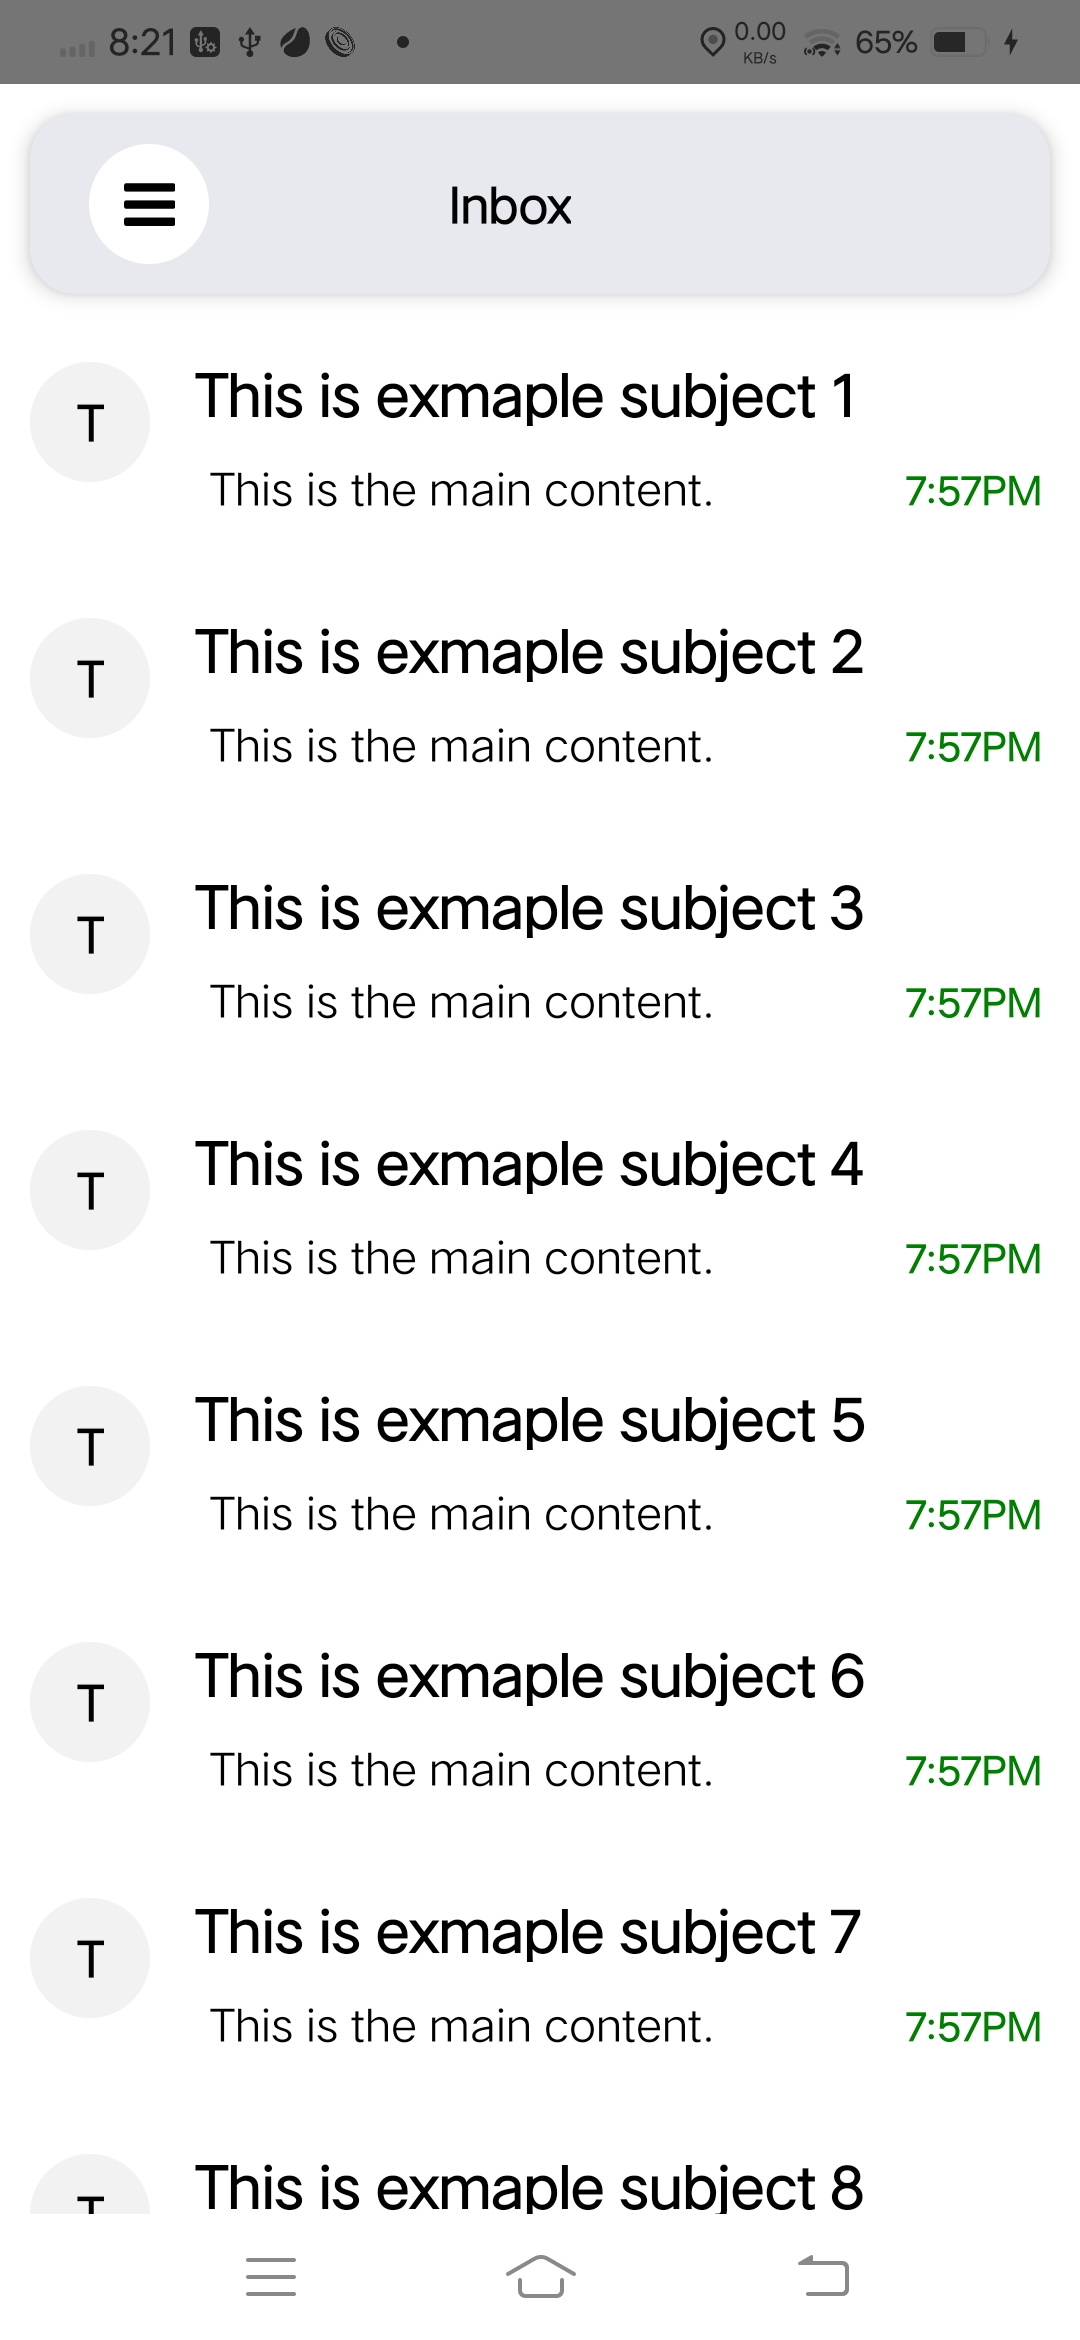 8:21 0.00 KB/s 65%
Inbox
T This is exmaple subject 1
This is the main content. 7:57PM
T This is exmaple subject 2
This is the main content. 7:57PM
T This is exmaple subject 3
This is the main content. 7:57PM
T This is exmaple subject 4
This is the main content. 7:57PM
T This is exmaple subject 5
This is the main content. 7:57PM
T This is exmaple subject 6
This is the main content. 7:57PM
T This is exmaple subject 7
This is the main content. 7:57PM
T This is exmaple subject 8